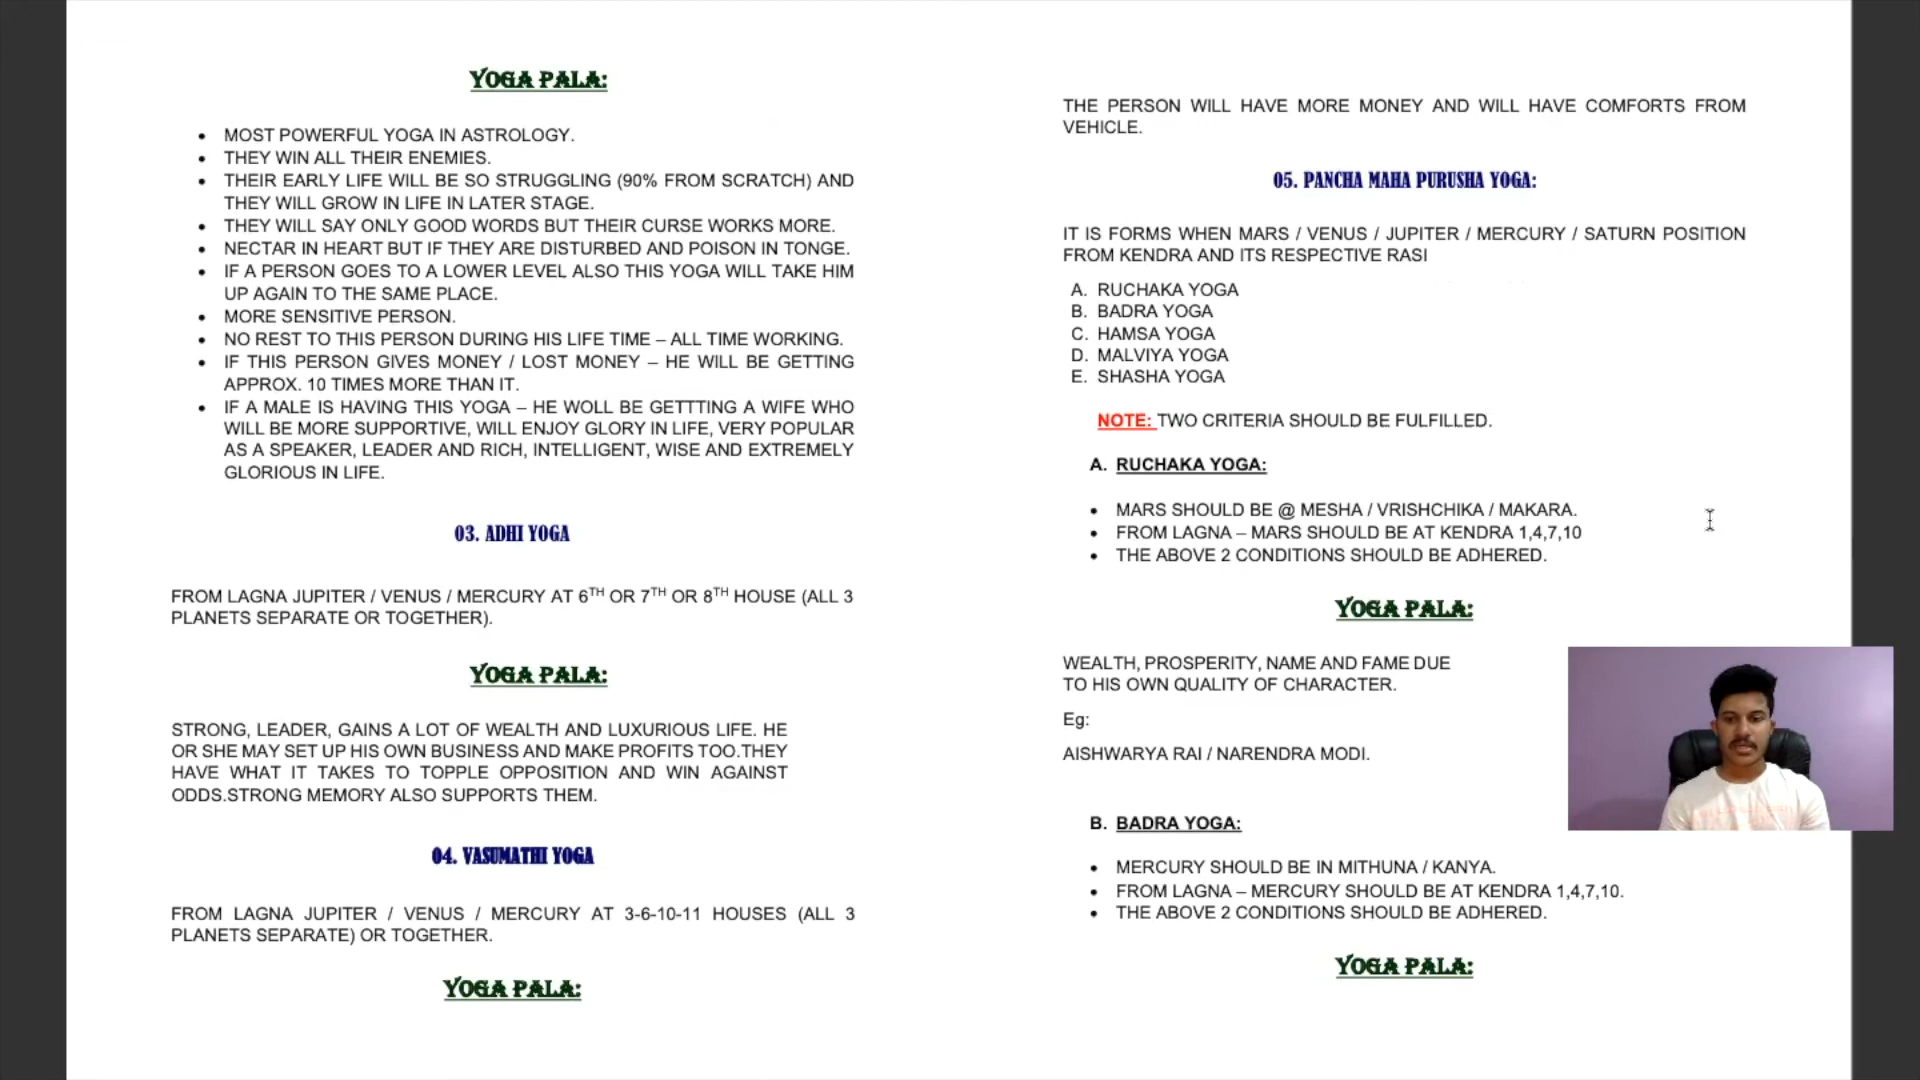 YOGA PALA:
• MOST POWERFUL YOGA IN ASTROLOGY.
• THEY WIN ALL THEIR ENEMIES.
• THEIR EARLY LIFE WILL BE SO STRUGGLING (90% FROM SCRATCH) AND
THEY WILL GROW IN LIFE IN LATER STAGE.
• THEY WILL SAY ONLY GOOD WORDS BUT THEIR CURSE WORKS MORE.
• NECTAR IN HEART BUT IF THEY ARE DISTURBED AND POISON IN TONGE.
• IF A PERSON GOES TO A LOWER LEVEL ALSO THIS YOGA WILL TAKE HIM
UP AGAIN TO THE SAME PLACE.
• MORE SENSITIVE PERSON.
• NO REST TO THIS PERSON DURING HIS LIFE TIME – ALL TIME WORKING.
• IF THIS PERSON GIVES MONEY / LOST MONEY – HE WILL BE GETTING
APPROX. 10 TIMES MORE THAN IT.
• IF A MALE IS HAVING THIS YOGA – HE WOLL BE GETTTING A WIFE WHO
WILL BE MORE SUPPORTIVE, WILL ENJOY GLORY IN LIFE, VERY POPULAR
AS A SPEAKER, LEADER AND RICH, INTELLIGENT, WISE AND EXTREMELY
GLORIOUS IN LIFE.
03. ADHI YOGA
FROM LAGNA JUPITER / VENUS / MERCURY AT 6TH OR 7TH OR 8TH HOUSE (ALL 3
PLANETS SEPARATE OR TOGETHER).
YOGA PALA:
STRONG, LEADER, GAINS A LOT OF WEALTH AND LUXURIOUS LIFE. HE
OR SHE MAY SET UP HIS OWN BUSINESS AND MAKE PROFITS TOO.THEY
HAVE WHAT IT TAKES TO TOPPLE OPPOSITION AND WIN AGAINST
ODDS.STRONG MEMORY ALSO SUPPORTS THEM.
04. VASUMATHI YOGA
FROM LAGNA JUPITER / VENUS / MERCURY AT 3-6-10-11 HOUSES (ALL 3
PLANETS SEPARATE) OR TOGETHER.
YOGA PALA:
THE PERSON WILL HAVE MORE MONEY AND WILL HAVE COMFORTS FROM
VEHICLE.
05. PANCHA MAHA PURUSHA YOGA:
IT IS FORMS WHEN MARS / VENUS / JUPITER / MERCURY / SATURN POSITION
FROM KENDRA AND ITS RESPECTIVE RASI
A. RUCHAKA YOGA
B. BADRA YOGA
C. HAMSA YOGA
D. MALVIYA YOGA
E. SHASHA YOGA
NOTE: TWO CRITERIA SHOULD BE FULFILLED.
A. RUCHAKA YOGA:
• MARS SHOULD BE @ MESHA / VRISHCHIKA / MAKARA.
• FROM LAGNA – MARS SHOULD BE AT KENDRA 1,4,7,10
• THE ABOVE 2 CONDITIONS SHOULD BE ADHERED.
YOGA PALA:
WEALTH, PROSPERITY, NAME AND FAME DUE
TO HIS OWN QUALITY OF CHARACTER.
Eg:
AISHWARYA RAI / NARENDRA MODI.
B. BADRA YOGA:
• MERCURY SHOULD BE IN MITHUNA / KANYA.
• FROM LAGNA – MERCURY SHOULD BE AT KENDRA 1,4,7,10.
• THE ABOVE 2 CONDITIONS SHOULD BE ADHERED.
YOGA PALA: